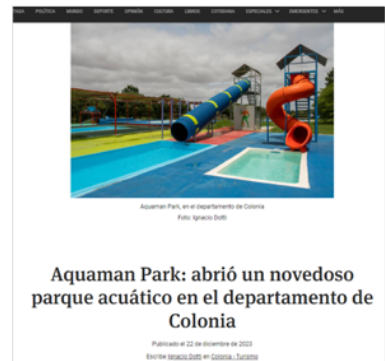 POLÍTICA MUNDO DEPORTE OPINIÓN CULTURA LIBROS COTIDIANA ESPECIALES EMERGENTES MÁS
Aquaman Park, en el departamento de Colonia
Foto: Ignacio Dotti
Aquaman Park: abrió un novedoso
parque acuático en el departamento de
Colonia
Publicado el 22 de diciembre de 2023
Escribe Ignacio Dotti en Colonia - Turismo